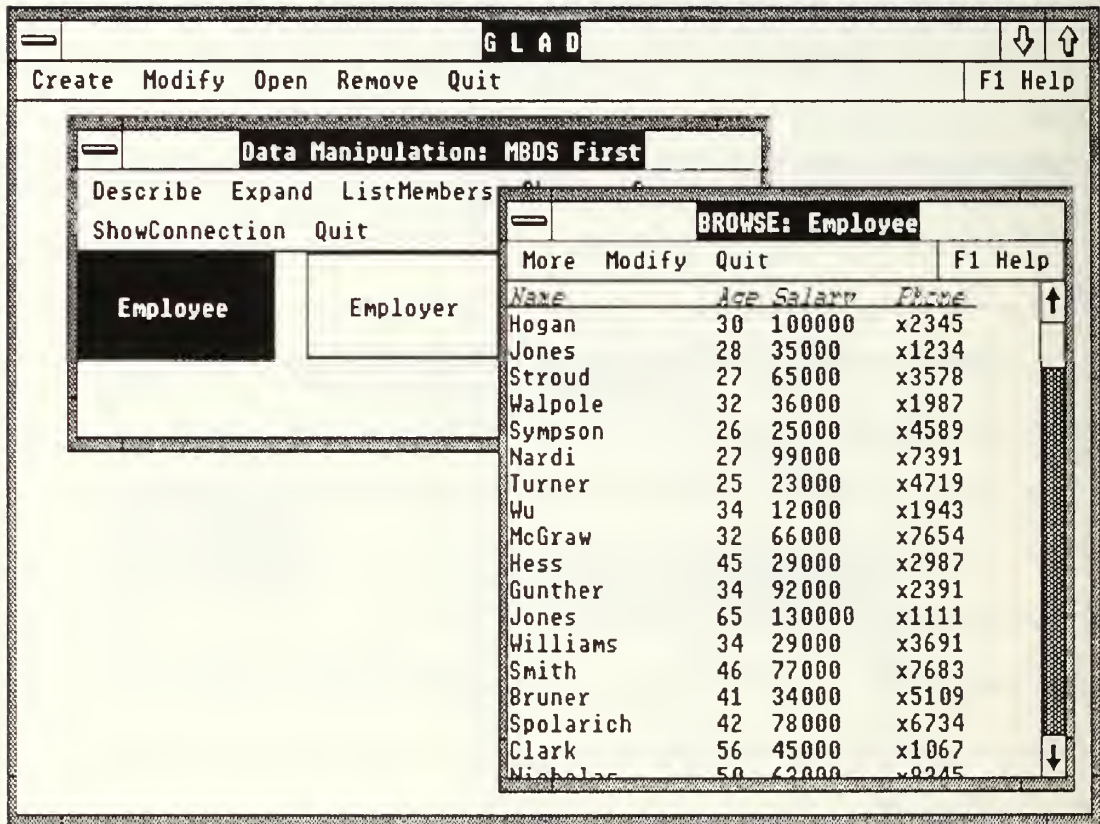 GLAD
Create Modify Open Remove Quit F1 Help
Data Manipulation: MBDS First
Describe Expand ListMembers
ShowConnection Quit
Employee Employer
BROWSE: Employee
More Modify Quit F1 Help
Name Age Salary Phone
Hogan 30 100000 x2345
Jones 28 35000 x1234
Stroud 27 65000 x3578
Walpole 32 36000 x1987
Sympson 26 25000 x4589
Nardi 27 99000 x7391
Turner 25 23000 x4719
Wu 34 12000 x1943
McGraw 32 66000 x7654
Hess 45 29000 x2987
Gunther 34 92000 x2391
Jones 65 130000 x1111
Williams 34 29000 x3691
Smith 46 77000 x7683
Bruner 41 34000 x5109
Spolarich 42 78000 x6734
Clark 56 45000 x1067